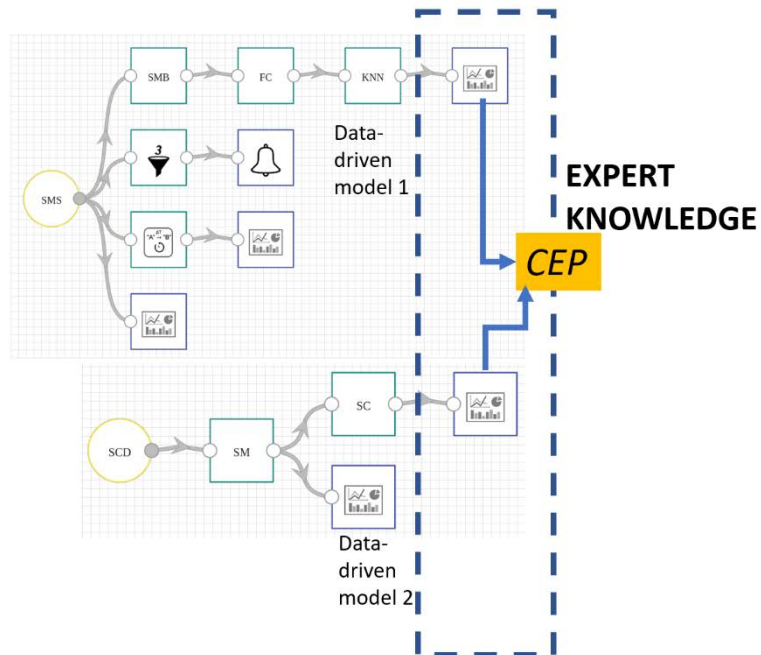 SMB
FC
KNN
Data-
driven
model 1
3
SMS
"A" ΔT → "B"
EXPERT
KNOWLEDGE
CEP
SC
SCD
SM
Data-
driven
model 2